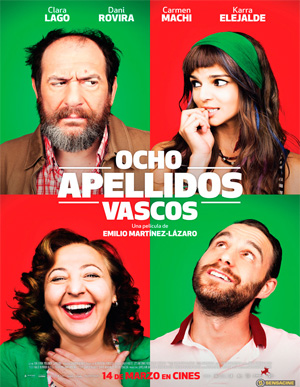 Clara LAGO
Dani ROVIRA
Carmen MACHI
Karra ELEJALDE
OCHO
APELLIDOS
VASCOS
Una película de
EMILIO MARTÍNEZ-LÁZARO
14 DE MARZO EN CINES
SENSACINE